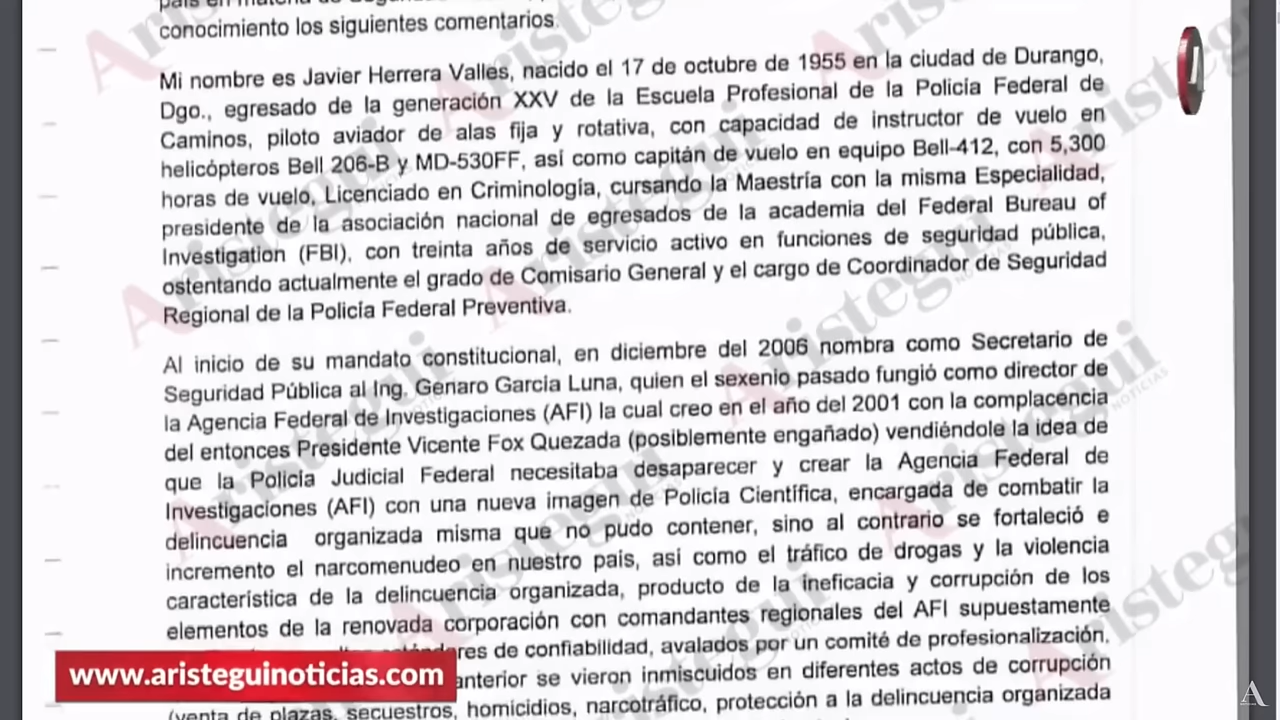 país en materia de
conocimiento los siguientes comentarios.
Mi nombre es Javier Herrera Valles, nacido el 17 de octubre de 1955 en la ciudad de Durango,
Dgo., egresado de la generación XXV de la Escuela Profesional de la Policía Federal de
Caminos, piloto aviador de alas fija y rotativa, con capacidad de instructor de vuelo en
helicópteros Bell 206-B y MD-530FF, así como capitán de vuelo en equipo Bell-412, con 5,300
horas de vuelo, Licenciado en Criminología, cursando la Maestría con la misma Especialidad,
presidente de la asociación nacional de egresados de la academia del Federal Bureau of
Investigation (FBI), con treinta años de servicio activo en funciones de seguridad pública,
ostentando actualmente el grado de Comisario General y el cargo de Coordinador de Seguridad
Regional de la Policía Federal Preventiva.
Al inicio de su mandato constitucional, en diciembre del 2006 nombra como Secretario de
Seguridad Pública al Ing. Genaro García Luna, quien el sexenio pasado fungió como director de
la Agencia Federal de Investigaciones (AFI) la cual creo en el año del 2001 con la complacencia
del entonces Presidente Vicente Fox Quezada (posiblemente engañado) vendiéndole la idea de
que la Policía Judicial Federal necesitaba desaparecer y crear la Agencia Federal de
Investigaciones (AFI) con una nueva imagen de Policía Científica, encargada de combatir la
delincuencia organizada misma que no pudo contener, sino al contrario se fortaleció e
incremento el narcomenudeo en nuestro país, así como el tráfico de drogas y la violencia
característica de la delincuencia organizada, producto de la ineficacia y corrupción de los
elementos de la renovada corporación con comandantes regionales del AFI supuestamente
de confiabilidad, avalados por un comité de profesionalización,
anterior se vieron inmiscuidos en diferentes actos de corrupción
(venta de plazas, secuestros, homicidios, narcotráfico, protección a la delincuencia organizada
www.aristeguinoticias.com
Aristegui
NOTICIAS
A